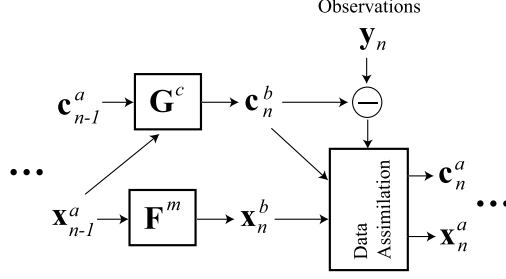 Observations
y_n
c^a_{n-1} G^c c^b_n −
... c^a_n
x^a_{n-1} F^m x^b_n Data Assimilation ...
x^a_n